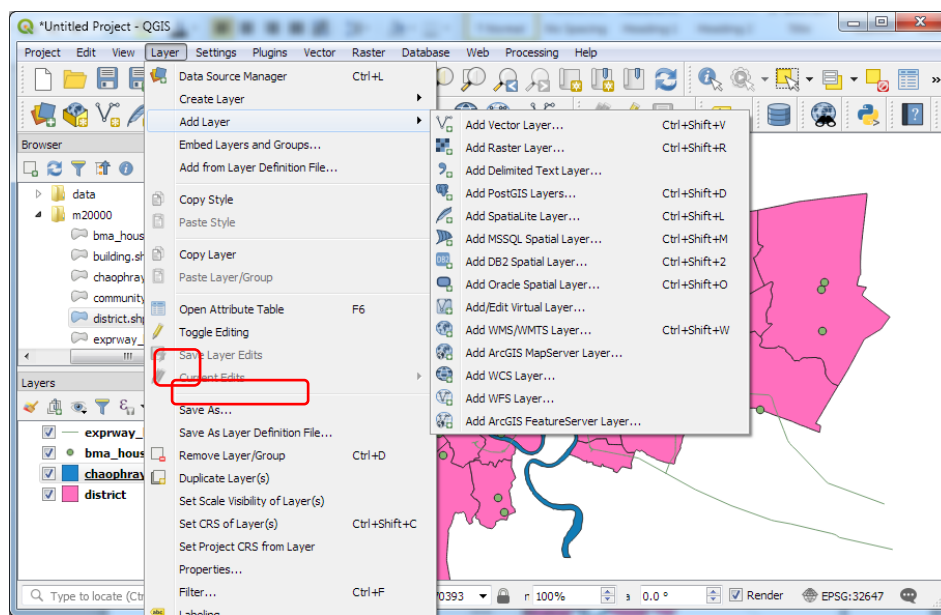 *Untitled Project - QGIS
Project Edit View Layer Settings Plugins Vector Raster Database Web Processing Help
Data Source Manager Ctrl+L
Create Layer
Add Layer
Embed Layers and Groups...
Add from Layer Definition File...
Copy Style
Paste Style
Copy Layer
Paste Layer/Group
Open Attribute Table F6
Toggle Editing
Save Layer Edits
Current Edits
Save As...
Save As Layer Definition File...
Remove Layer/Group Ctrl+D
Duplicate Layer(s)
Set Scale Visibility of Layer(s)
Set CRS of Layer(s) Ctrl+Shift+C
Set Project CRS from Layer
Properties...
Filter... Ctrl+F
Labeling
Add Vector Layer... Ctrl+Shift+V
Add Raster Layer... Ctrl+Shift+R
Add Delimited Text Layer...
Add PostGIS Layers... Ctrl+Shift+D
Add SpatiaLite Layer... Ctrl+Shift+L
Add MSSQL Spatial Layer... Ctrl+Shift+M
DB2 Add DB2 Spatial Layer... Ctrl+Shift+2
Add Oracle Spatial Layer... Ctrl+Shift+O
Add/Edit Virtual Layer...
Add WMS/WMTS Layer... Ctrl+Shift+W
Add ArcGIS MapServer Layer...
Add WCS Layer...
Add WFS Layer...
Add ArcGIS FeatureServer Layer...
Browser
data
m20000
bma_hous
building.sh
chaophray
community
district.shp
exprway_
Layers
exprway_
bma_hous
chaophray
district
Type to locate (Ctr
0393 r 100% 0.0 ° Render EPSG:32647